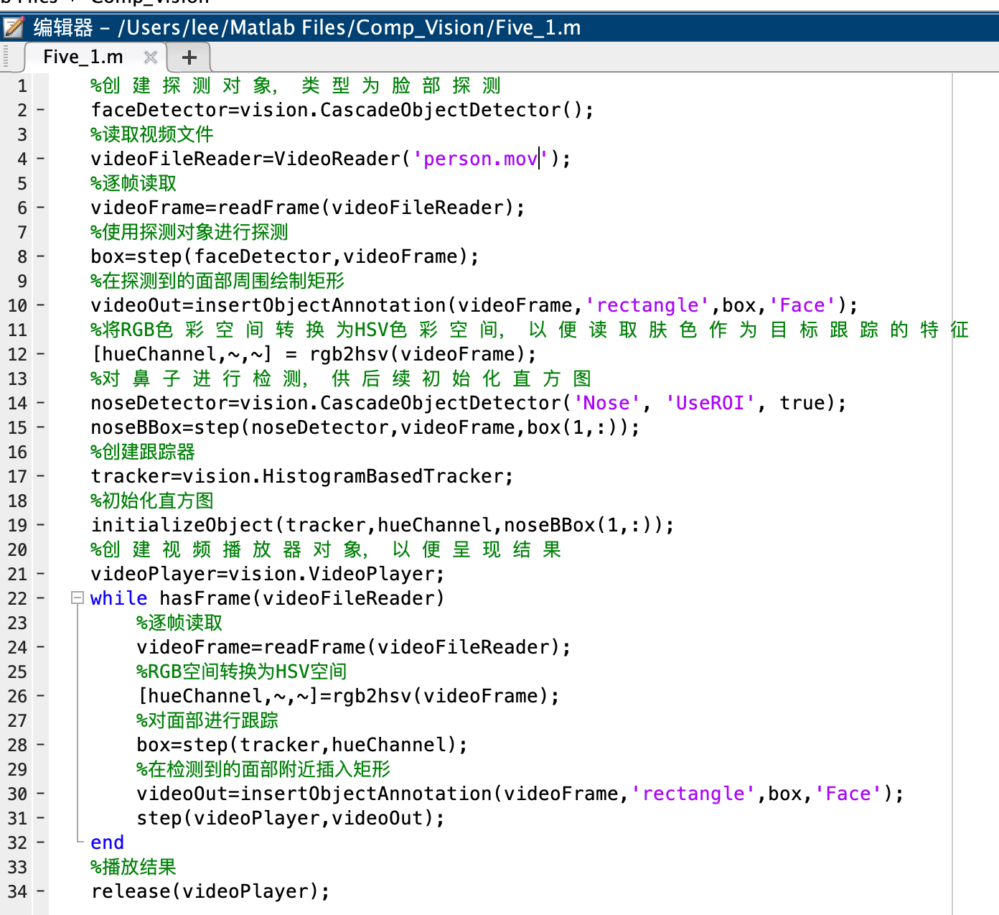 编辑器 – /Users/lee/Matlab Files/Comp_Vision/Five_1.m
Five_1.m
+
1 %创建探测对象，类型为脸部探测
2 – faceDetector=vision.CascadeObjectDetector();
3 %读取视频文件
4 – videoFileReader=VideoReader('person.mov');
5 %逐帧读取
6 – videoFrame=readFrame(videoFileReader);
7 %使用探测对象进行探测
8 – box=step(faceDetector,videoFrame);
9 %在探测到的面部周围绘制矩形
10 – videoOut=insertObjectAnnotation(videoFrame,'rectangle',box,'Face');
11 %将RGB色彩空间转换为HSV色彩空间，以便读取肤色作为目标跟踪的特征
12 – [hueChannel,~,~] = rgb2hsv(videoFrame);
13 %对鼻子进行检测，供后续初始化直方图
14 – noseDetector=vision.CascadeObjectDetector('Nose', 'UseROI', true);
15 – noseBBox=step(noseDetector,videoFrame,box(1,:));
16 %创建跟踪器
17 – tracker=vision.HistogramBasedTracker;
18 %初始化直方图
19 – initializeObject(tracker,hueChannel,noseBBox(1,:));
20 %创建视频播放器对象，以便呈现结果
21 – videoPlayer=vision.VideoPlayer;
22 – while hasFrame(videoFileReader)
23 %逐帧读取
24 – videoFrame=readFrame(videoFileReader);
25 %RGB空间转换为HSV空间
26 – [hueChannel,~,~]=rgb2hsv(videoFrame);
27 %对面部进行跟踪
28 – box=step(tracker,hueChannel);
29 %在检测到的面部附近插入矩形
30 – videoOut=insertObjectAnnotation(videoFrame,'rectangle',box,'Face');
31 – step(videoPlayer,videoOut);
32 – end
33 %播放结果
34 – release(videoPlayer);